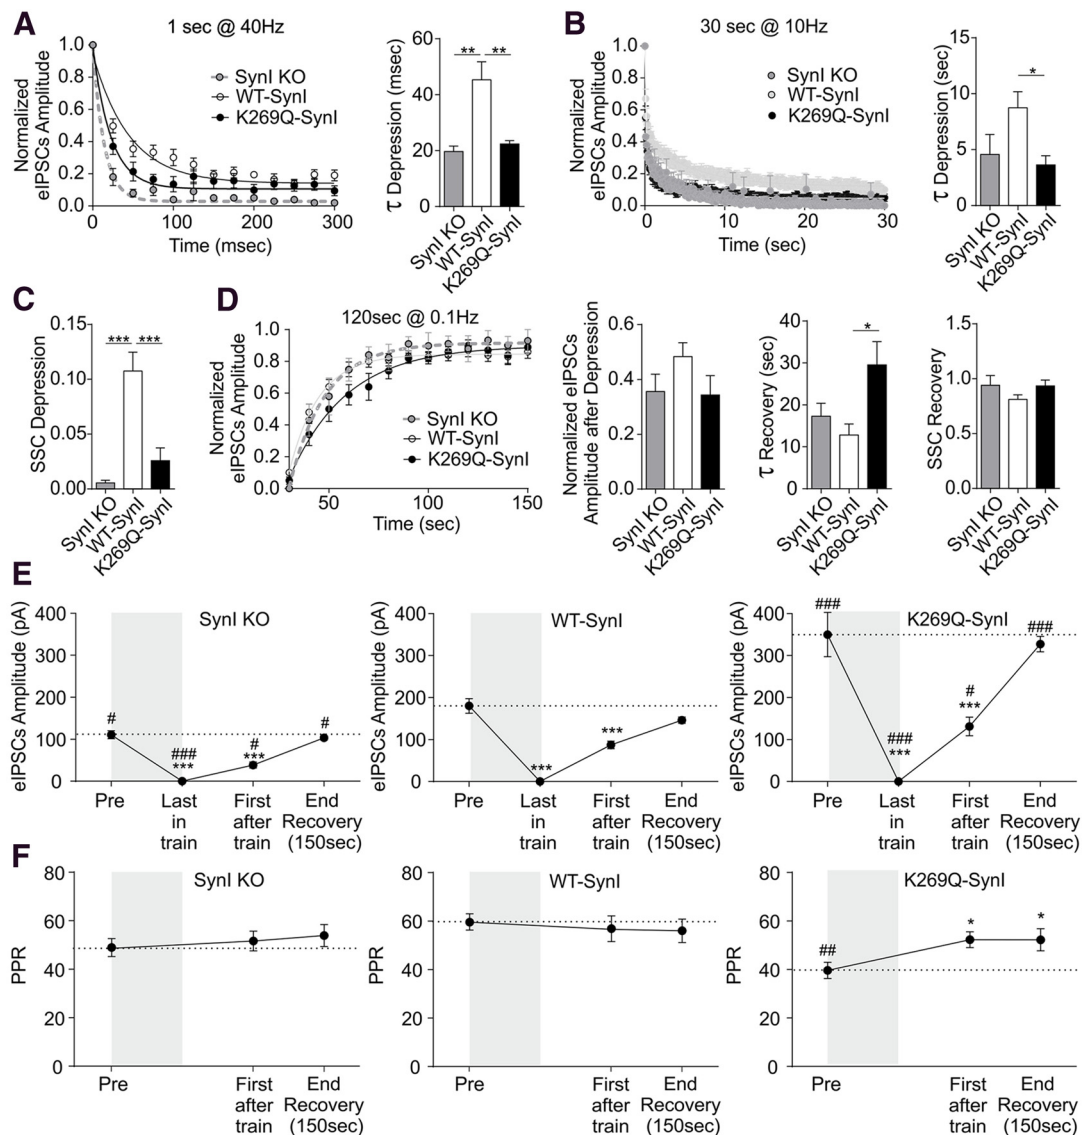 A
1 sec @ 40Hz
Normalized
eIPSCs Amplitude
1.0
0.8
0.6
0.4
0.2
0.0
0
100
200
300
Time (msec)
SynI KO
WT-SynI
K269Q-SynI
τ Depression (msec)
60
40
20
0
**
**
SynI KO
WT-SynI
K269Q-SynI
B
30 sec @ 10Hz
Normalized
eIPSCs Amplitude
1.0
0.8
0.6
0.4
0.2
0.0
0
10
20
30
Time (sec)
SynI KO
WT-SynI
K269Q-SynI
τ Depression (sec)
15
10
5
0
*
SynI KO
WT-SynI
K269Q-SynI
C
SSC Depression
0.15
0.10
0.05
0.00
***
***
SynI KO
WT-SynI
K269Q-SynI
D
120sec @ 0.1Hz
Normalized
eIPSCs Amplitude
1.0
0.8
0.6
0.4
0.2
0.0
50
100
150
Time (sec)
SynI KO
WT-SynI
K269Q-SynI
Normalized eIPSCs
Amplitude after Depression
0.6
0.4
0.2
0.0
SynI KO
WT-SynI
K269Q-SynI
τ Recovery (sec)
40
30
20
10
0
*
SynI KO
WT-SynI
K269Q-SynI
SSC Recovery
1.5
1.0
0.5
0.0
SynI KO
WT-SynI
K269Q-SynI
E
eIPSCs Amplitude (pA)
400
300
200
100
0
SynI KO
#
###
***
#
***
#
Pre
Last
in
train
First
after
train
End
Recovery
(150sec)
eIPSCs Amplitude (pA)
400
300
200
100
0
WT-SynI
***
***
Pre
Last
in
train
First
after
train
End
Recovery
(150sec)
eIPSCs Amplitude (pA)
400
300
200
100
0
K269Q-SynI
###
###
***
#
***
###
Pre
Last
in
train
First
after
train
End
Recovery
(150sec)
F
PPR
80
60
40
20
0
SynI KO
Pre
First
after
train
End
Recovery
(150sec)
PPR
80
60
40
20
0
WT-SynI
Pre
First
after
train
End
Recovery
(150sec)
PPR
80
60
40
20
0
K269Q-SynI
##
*
*
Pre
First
after
train
End
Recovery
(150sec)